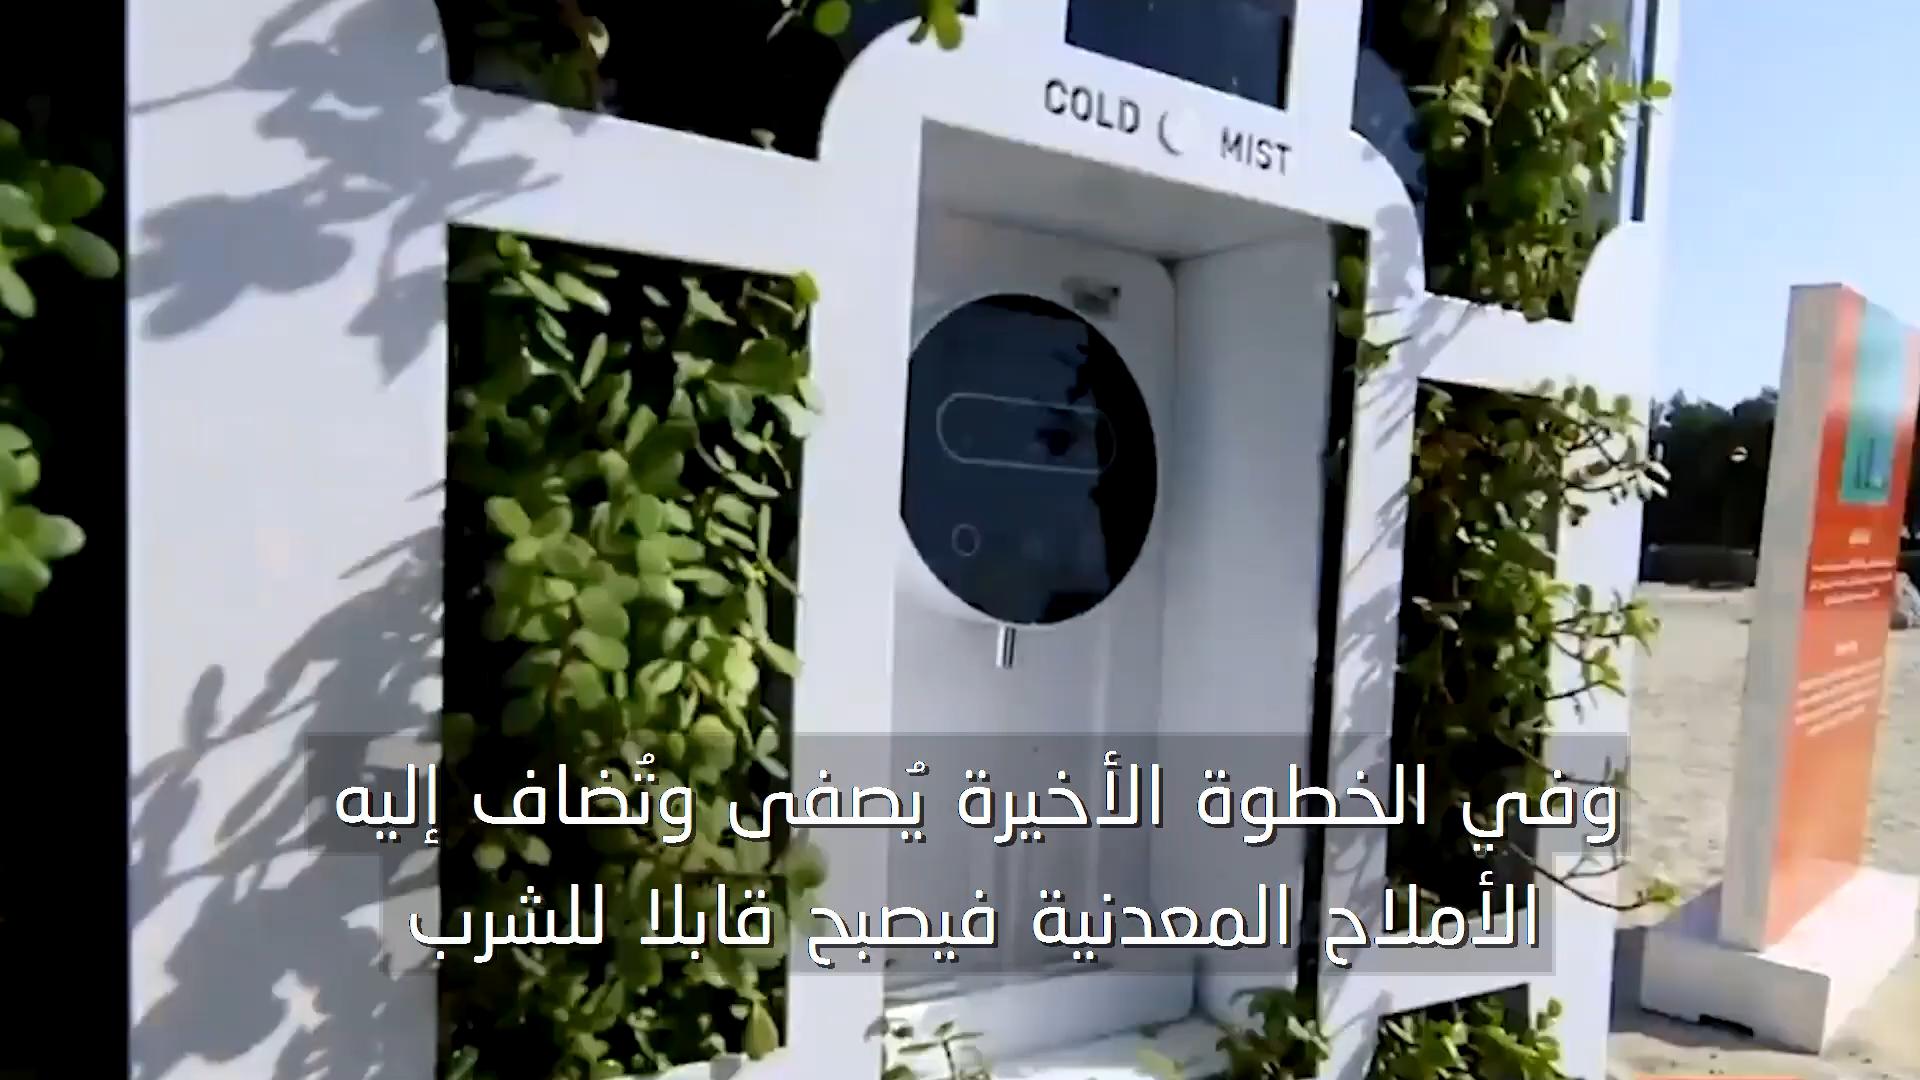 COLD MIST
وفي الخطوة الأخيرة يُصفى وتُضاف إليه
الأملاح المعدنية فيصبح قابلا للشرب